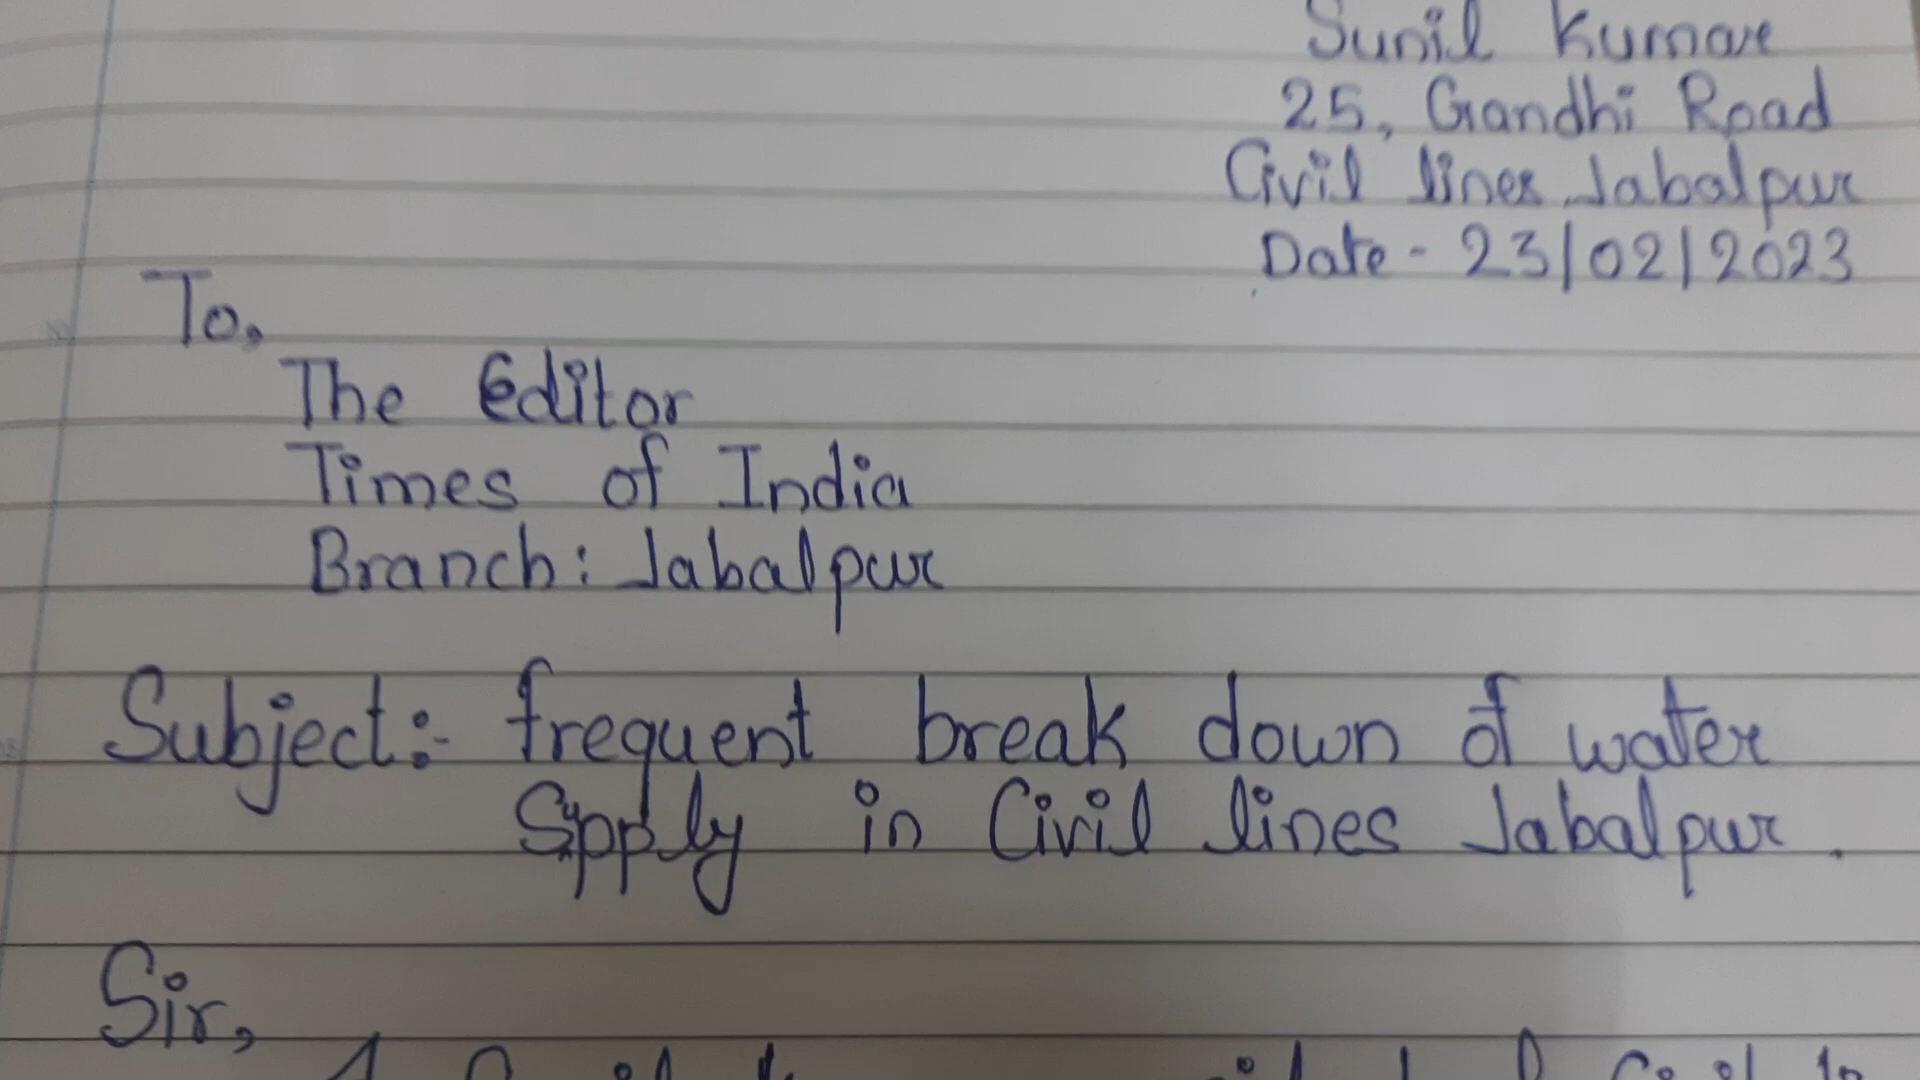 Sunil Kumar
25, Gandhi Road
Civil lines Jabalpur
Date - 23/02/2023
To,
The Editor
Times of India
Branch: Jabalpur
Subject:- frequent break down of water
Supply in Civil lines Jabalpur.
Sir,